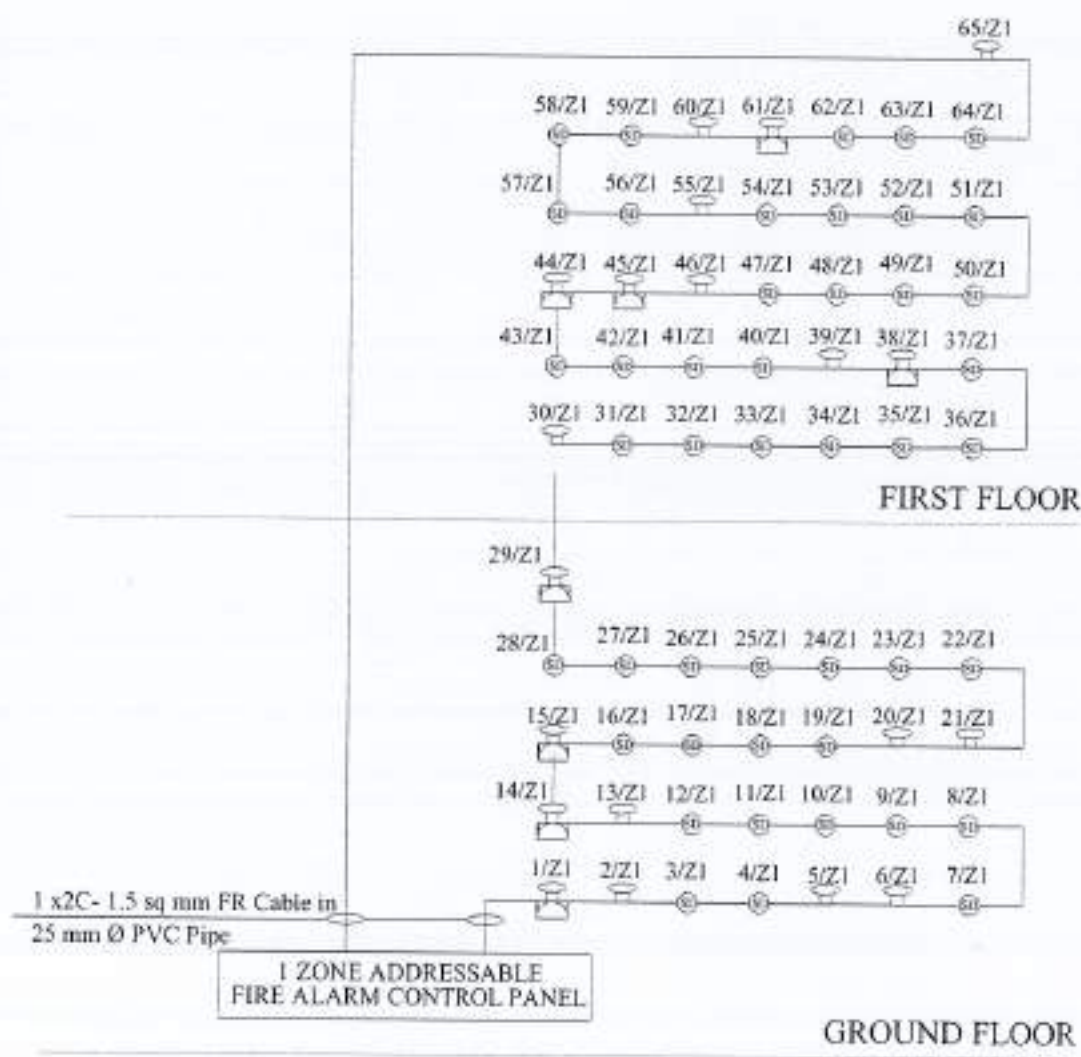 65/Z1
58/Z1 59/Z1 60/Z1 61/Z1 62/Z1 63/Z1 64/Z1
57/Z1 56/Z1 55/Z1 54/Z1 53/Z1 52/Z1 51/Z1
44/Z1 45/Z1 46/Z1 47/Z1 48/Z1 49/Z1 50/Z1
43/Z1 42/Z1 41/Z1 40/Z1 39/Z1 38/Z1 37/Z1
30/Z1 31/Z1 32/Z1 33/Z1 34/Z1 35/Z1 36/Z1
FIRST FLOOR
29/Z1
28/Z1 27/Z1 26/Z1 25/Z1 24/Z1 23/Z1 22/Z1
15/Z1 16/Z1 17/Z1 18/Z1 19/Z1 20/Z1 21/Z1
14/Z1 13/Z1 12/Z1 11/Z1 10/Z1 9/Z1 8/Z1
1/Z1 2/Z1 3/Z1 4/Z1 5/Z1 6/Z1 7/Z1
1 x2C- 1.5 sq mm FR Cable in
25 mm Ø PVC Pipe
1 ZONE ADDRESSABLE
FIRE ALARM CONTROL PANEL
GROUND FLOOR